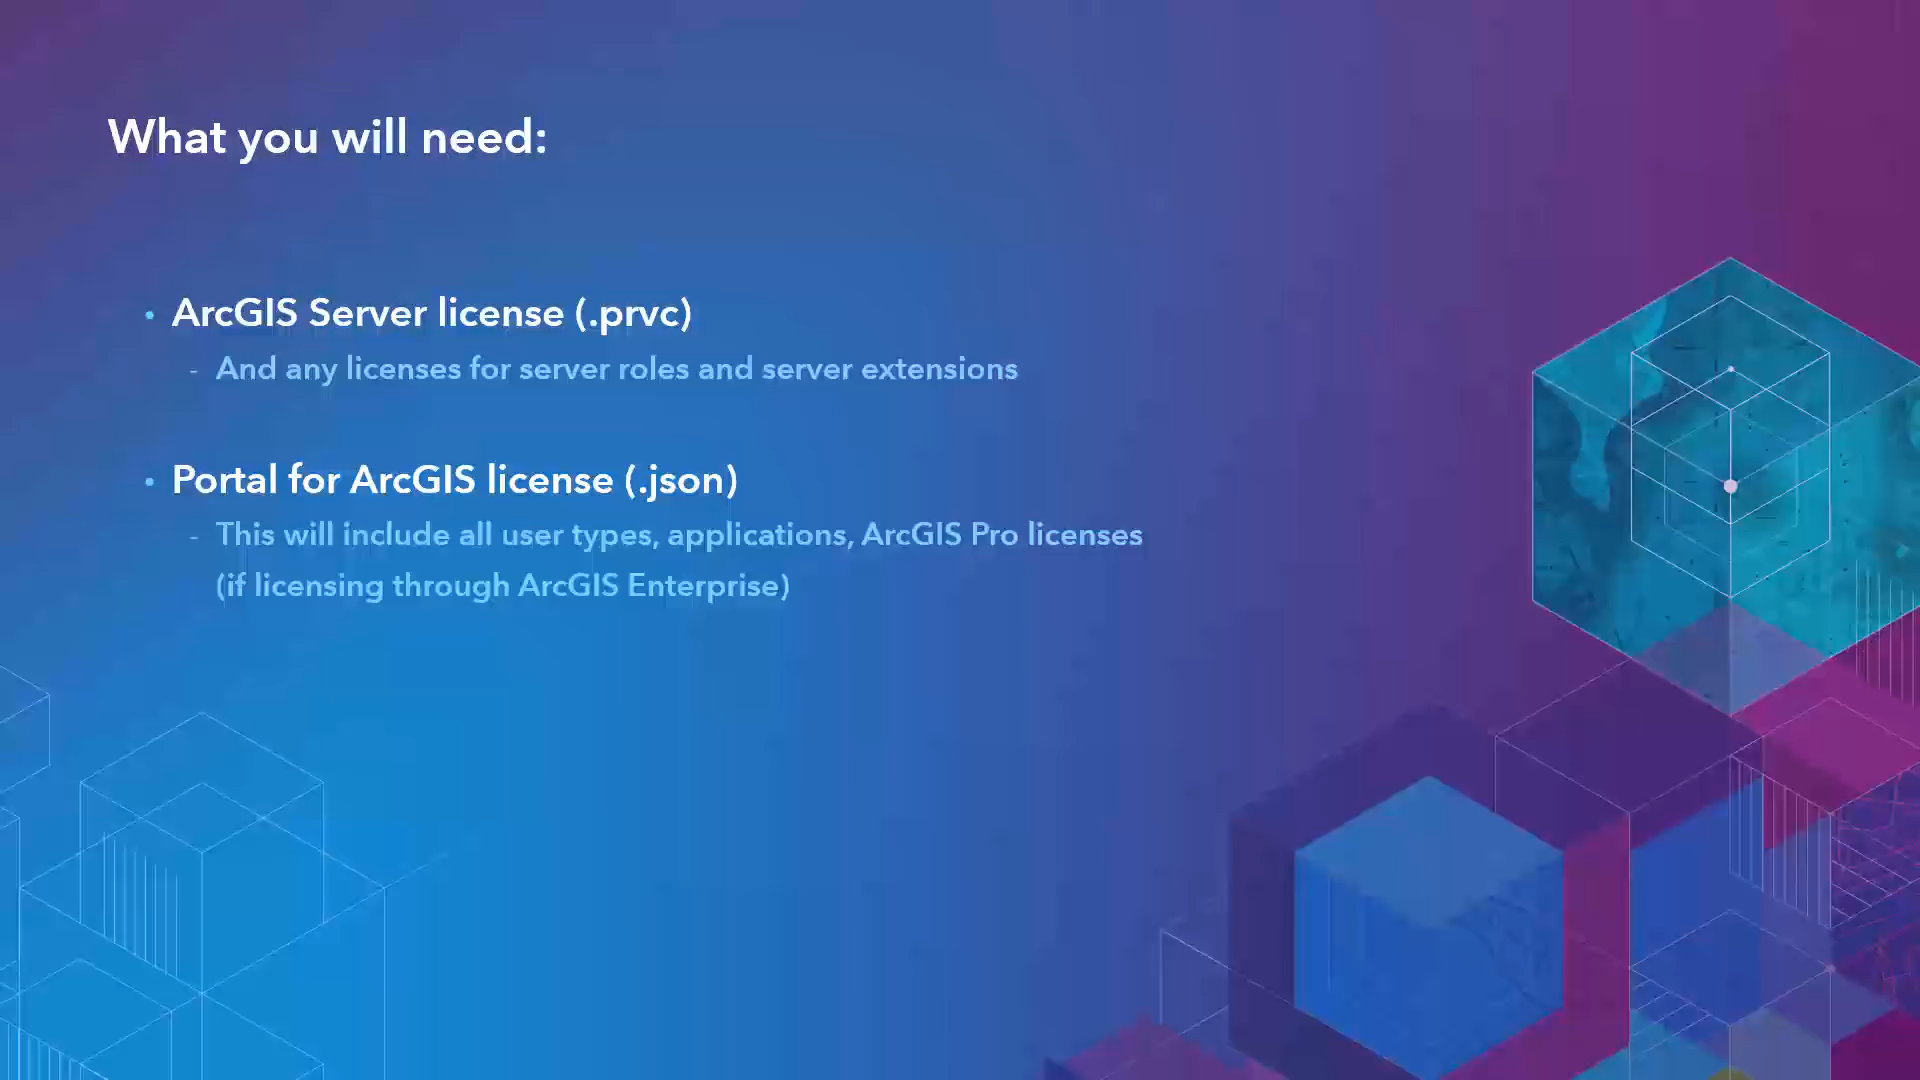 What you will need:
• ArcGIS Server license (.prvc)
- And any licenses for server roles and server extensions
• Portal for ArcGIS license (.json)
- This will include all user types, applications, ArcGIS Pro licenses
(if licensing through ArcGIS Enterprise)